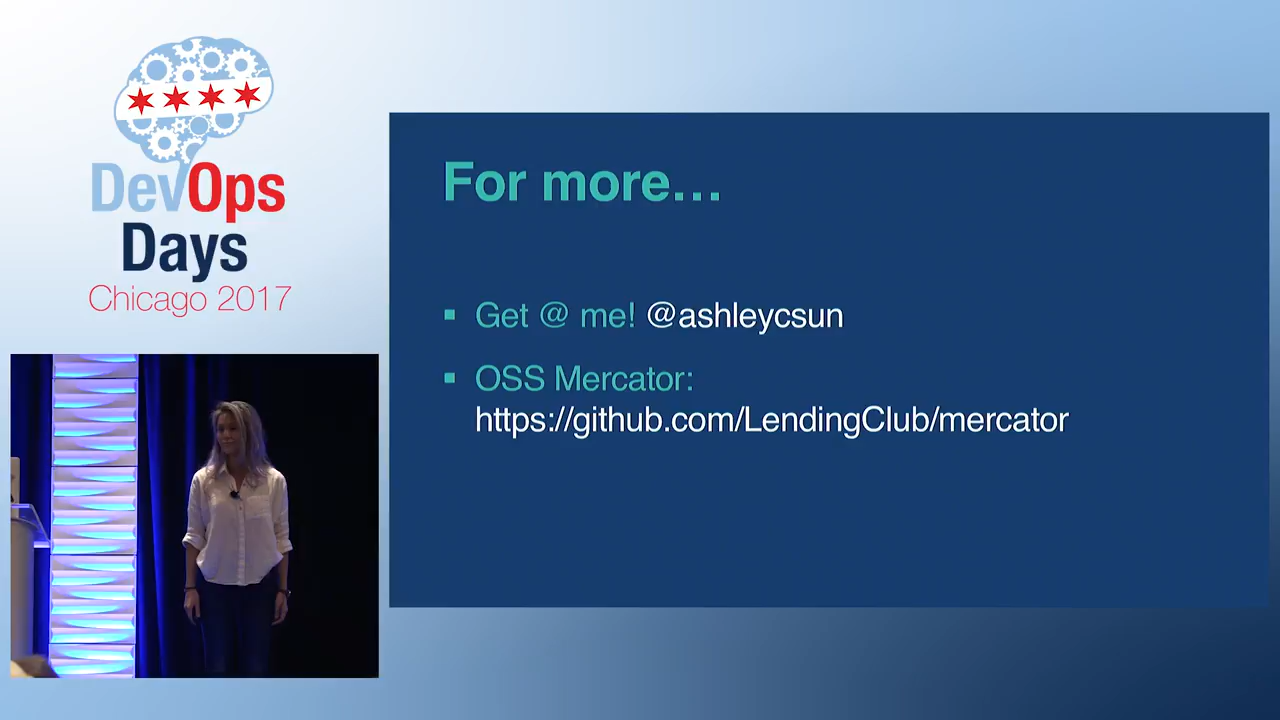 DevOps
Days
Chicago 2017
For more…
▪ Get @ me! @ashleycsun
▪ OSS Mercator:
https://github.com/LendingClub/mercator